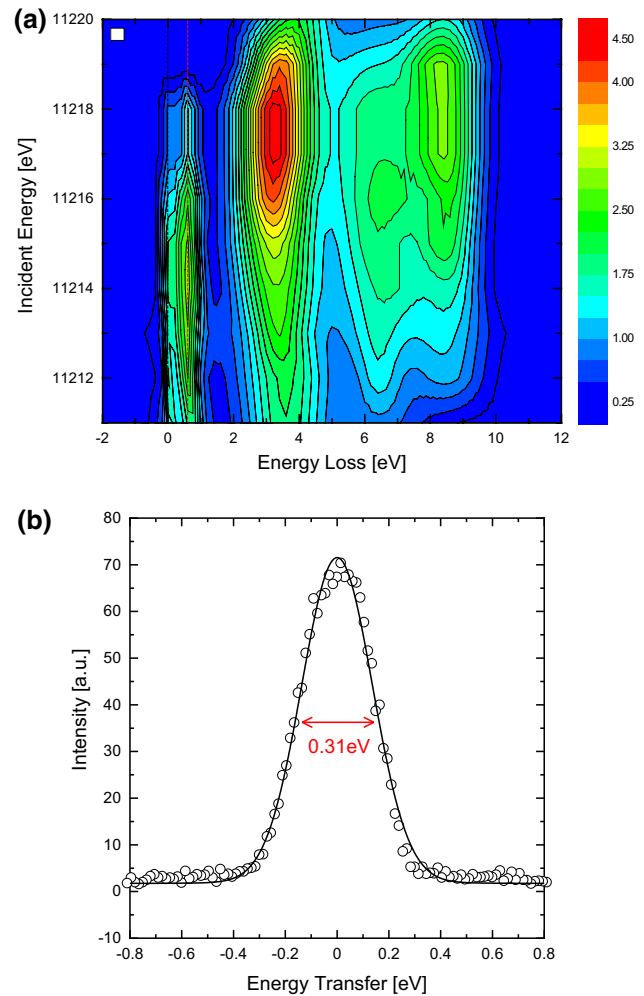 (a)
11220
11218
11216
11214
11212
Incident Energy [eV]
-2 0 2 4 6 8 10 12
Energy Loss [eV]
4.50
3.25
2.50
1.75
1.00
0.25
(b)
80
70
60
50
40
30
20
10
0
-10
Intensity [a.u.]
0.31eV
-0.8 -0.6 -0.4 -0.2 0 0.2 0.4 0.6 0.8
Energy Transfer [eV]